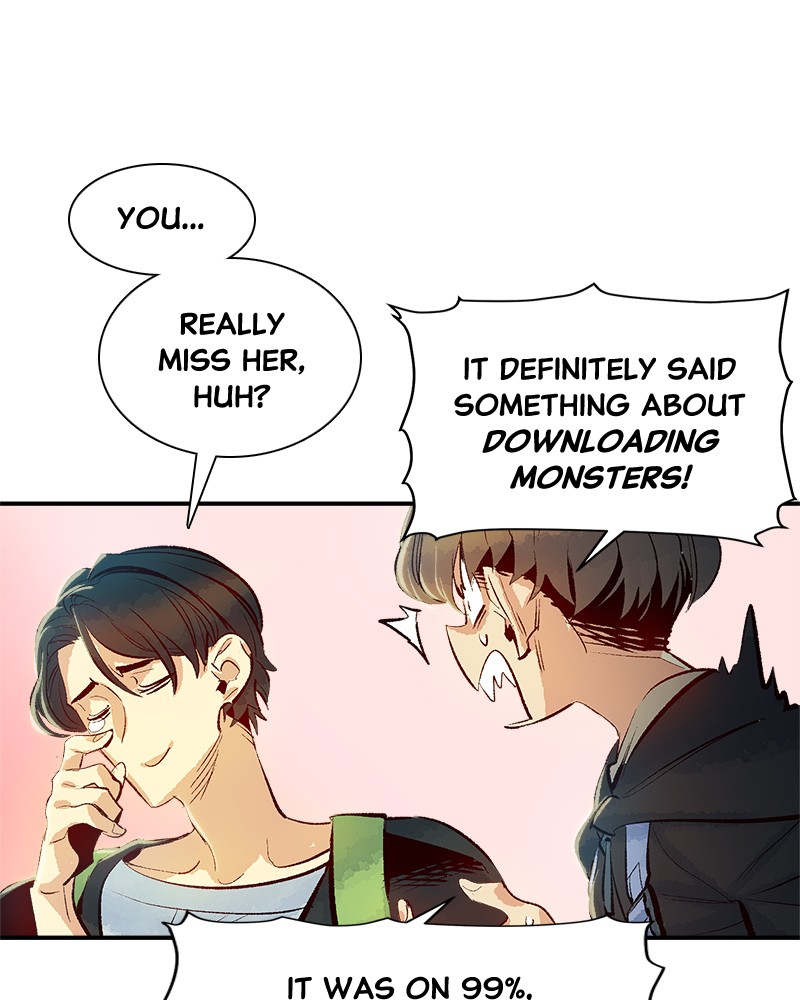 YOU...
REALLY
MISS HER,
HUH?
IT DEFINITELY SAID
SOMETHING ABOUT
DOWNLOADING
MONSTERS!
IT WAS ON 99%,